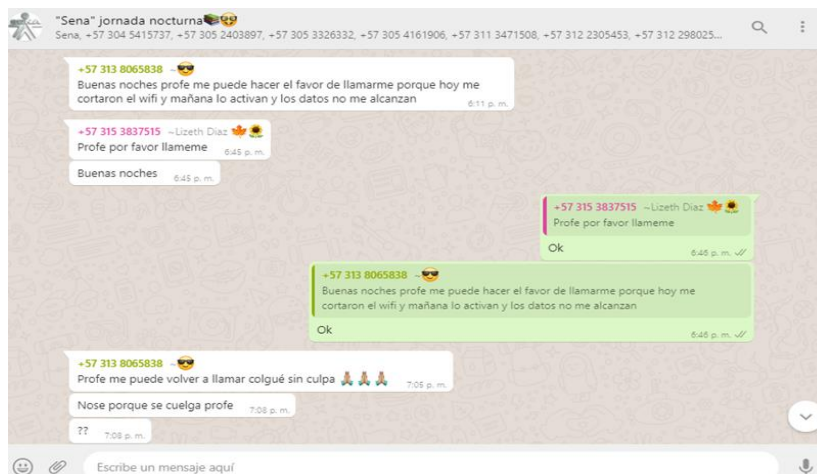 "Sena" jornada nocturna📚🤓
Sena, +57 304 5415737, +57 305 2403897, +57 305 3326332, +57 305 4161906, +57 311 3471508, +57 312 2305453, +57 312 298025...
+57 313 8065838 ~😎
Buenas noches profe me puede hacer el favor de llamarme porque hoy me
cortaron el wifi y mañana lo activan y los datos no me alcanzan
6:11 p. m.
+57 315 3837515 ~Lizeth Diaz 🍁🌻
Profe por favor llameme
6:45 p. m.
Buenas noches
6:45 p. m.
+57 315 3837515 ~Lizeth Diaz 🍁🌻
Profe por favor llameme
Ok
6:46 p. m.
+57 313 8065838 ~😎
Buenas noches profe me puede hacer el favor de llamarme porque hoy me
cortaron el wifi y mañana lo activan y los datos no me alcanzan
Ok
6:46 p. m.
+57 313 8065838 ~😎
Profe me puede volver a llamar colgué sin culpa 🙏🙏🙏
7:05 p. m.
Nose porque se cuelga profe
7:08 p. m.
??
7:08 p. m.
Escribe un mensaje aquí